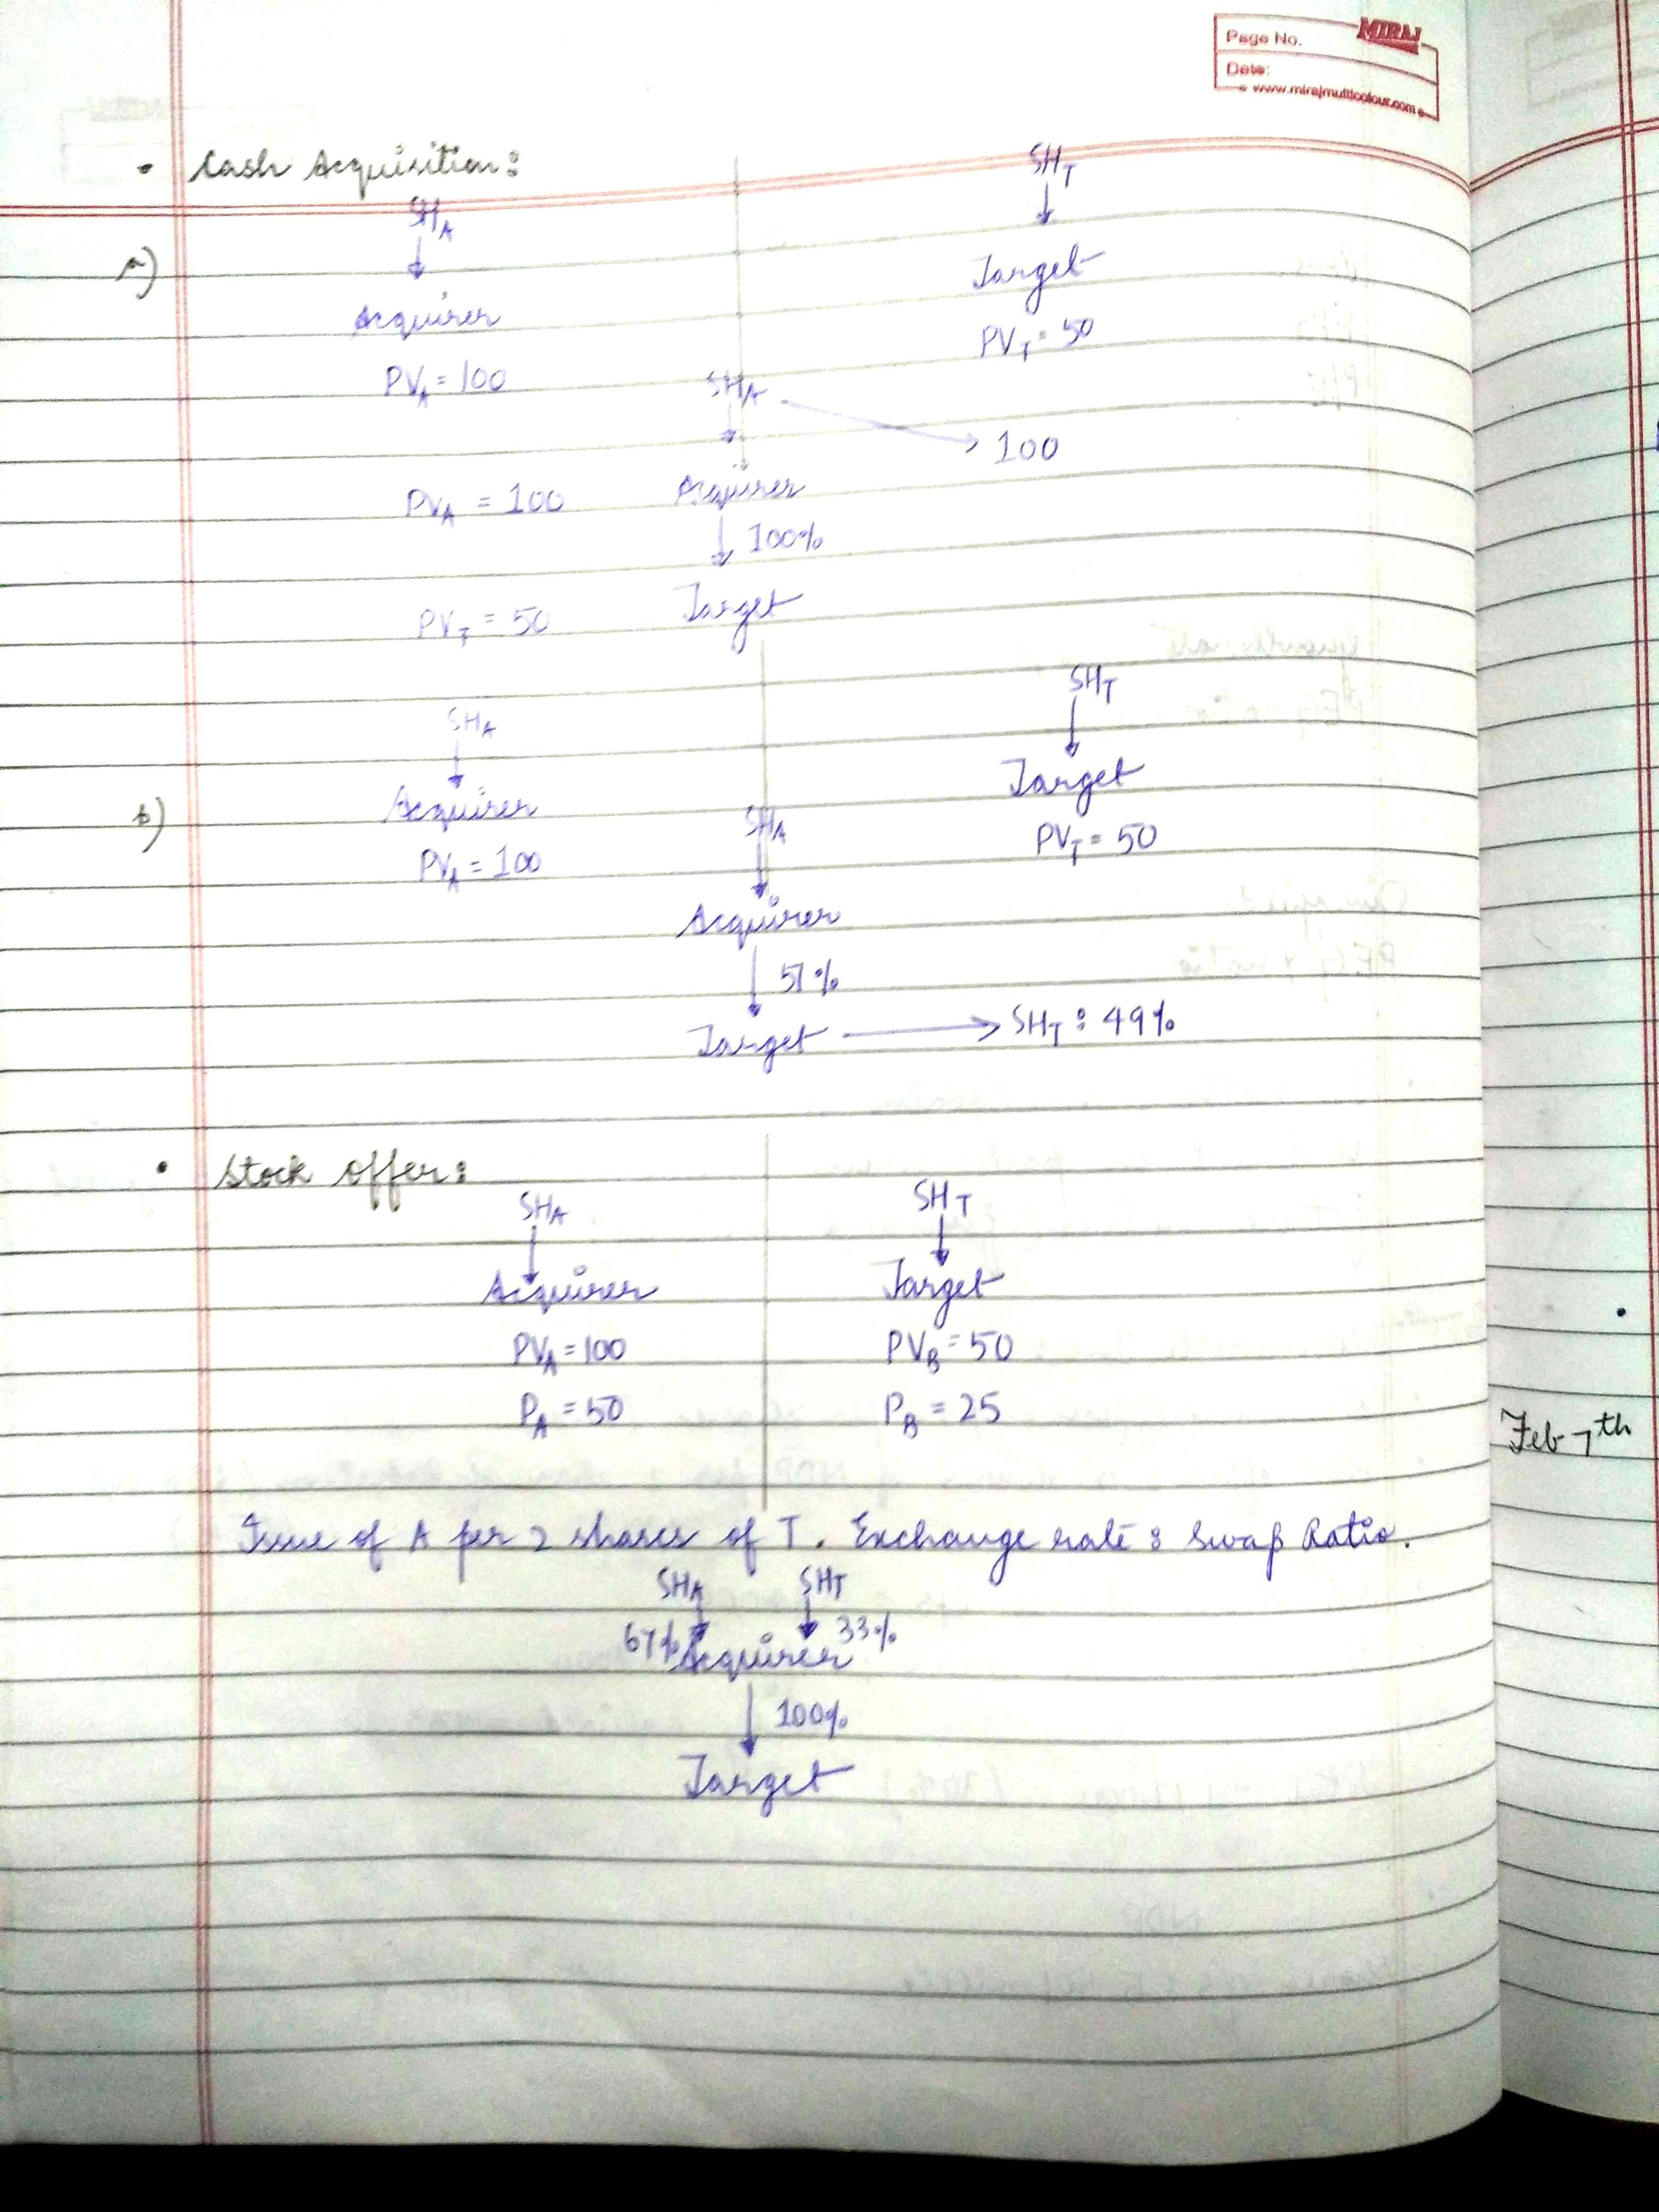 MIRAJ
Page No.
Date:
www.mirajmulticolour.com
• Cash Acquisition:
SH_A
SH_T
a)
↓
↓
Acquirer
Target
PV_A = 100
PV_T = 50
SH_A
→ 100
↓
PV_A = 100
Acquirer
↓ 100%
PV_T = 50
Target
SH_A
SH_T
↓
↓
b)
Acquirer
Target
PV_A = 100
PV_T = 50
SH_A
↓
Acquirer
↓ 51%
Target → SH_T : 49%
• Stock offer:
SH_A
SH_T
↓
↓
Acquirer
Target
PV_A = 100
PV_B = 50
P_A = 50
P_B = 25
Issue of A per 2 shares of T. Exchange rate : Swap Ratio.
SH_A SH_T
67% ↓ ↓ 33%
Acquirer
↓ 100%
Target
Feb 7th